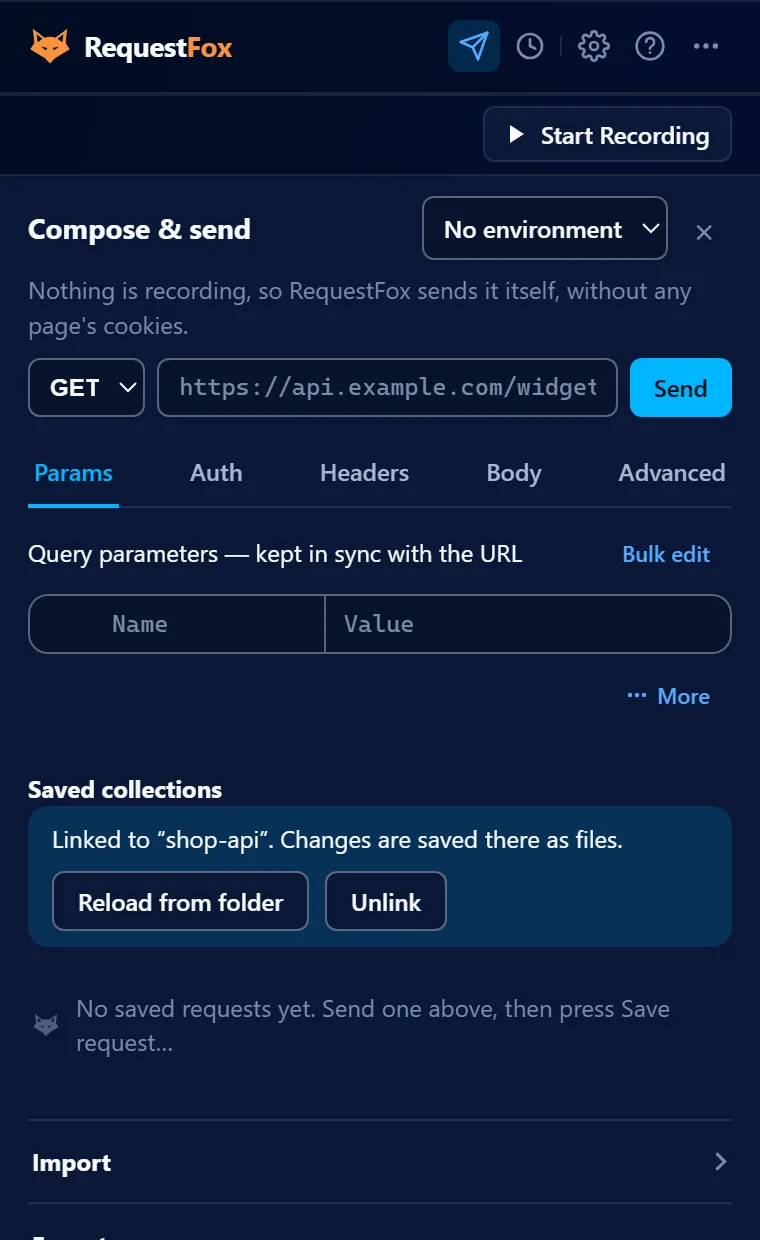 RequestFox
Start Recording
Compose & send
No environment
Nothing is recording, so RequestFox sends it itself, without any
page's cookies.
GET
https://api.example.com/widget
Send
Params
Auth
Headers
Body
Advanced
Query parameters — kept in sync with the URL
Bulk edit
Name
Value
··· More
Saved collections
Linked to “shop-api”. Changes are saved there as files.
Reload from folder
Unlink
No saved requests yet. Send one above, then press Save
request…
Import